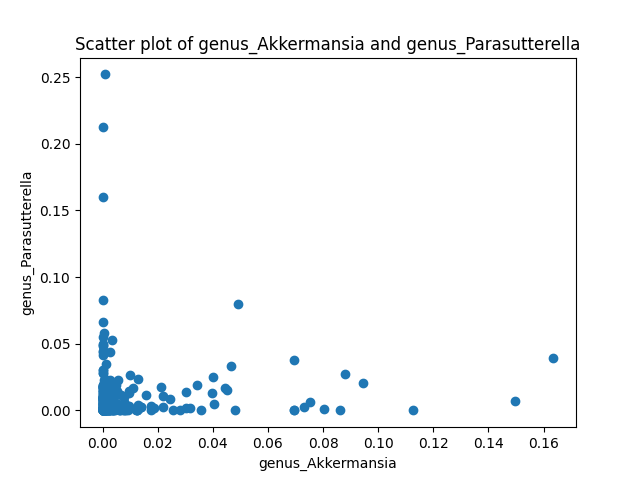 Scatter plot of genus_Akkermansia and genus_Parasutterella
0.25
0.20
0.15
0.10
0.05
0.00
genus_Parasutterella
0.00 0.02 0.04 0.06 0.08 0.10 0.12 0.14 0.16
genus_Akkermansia